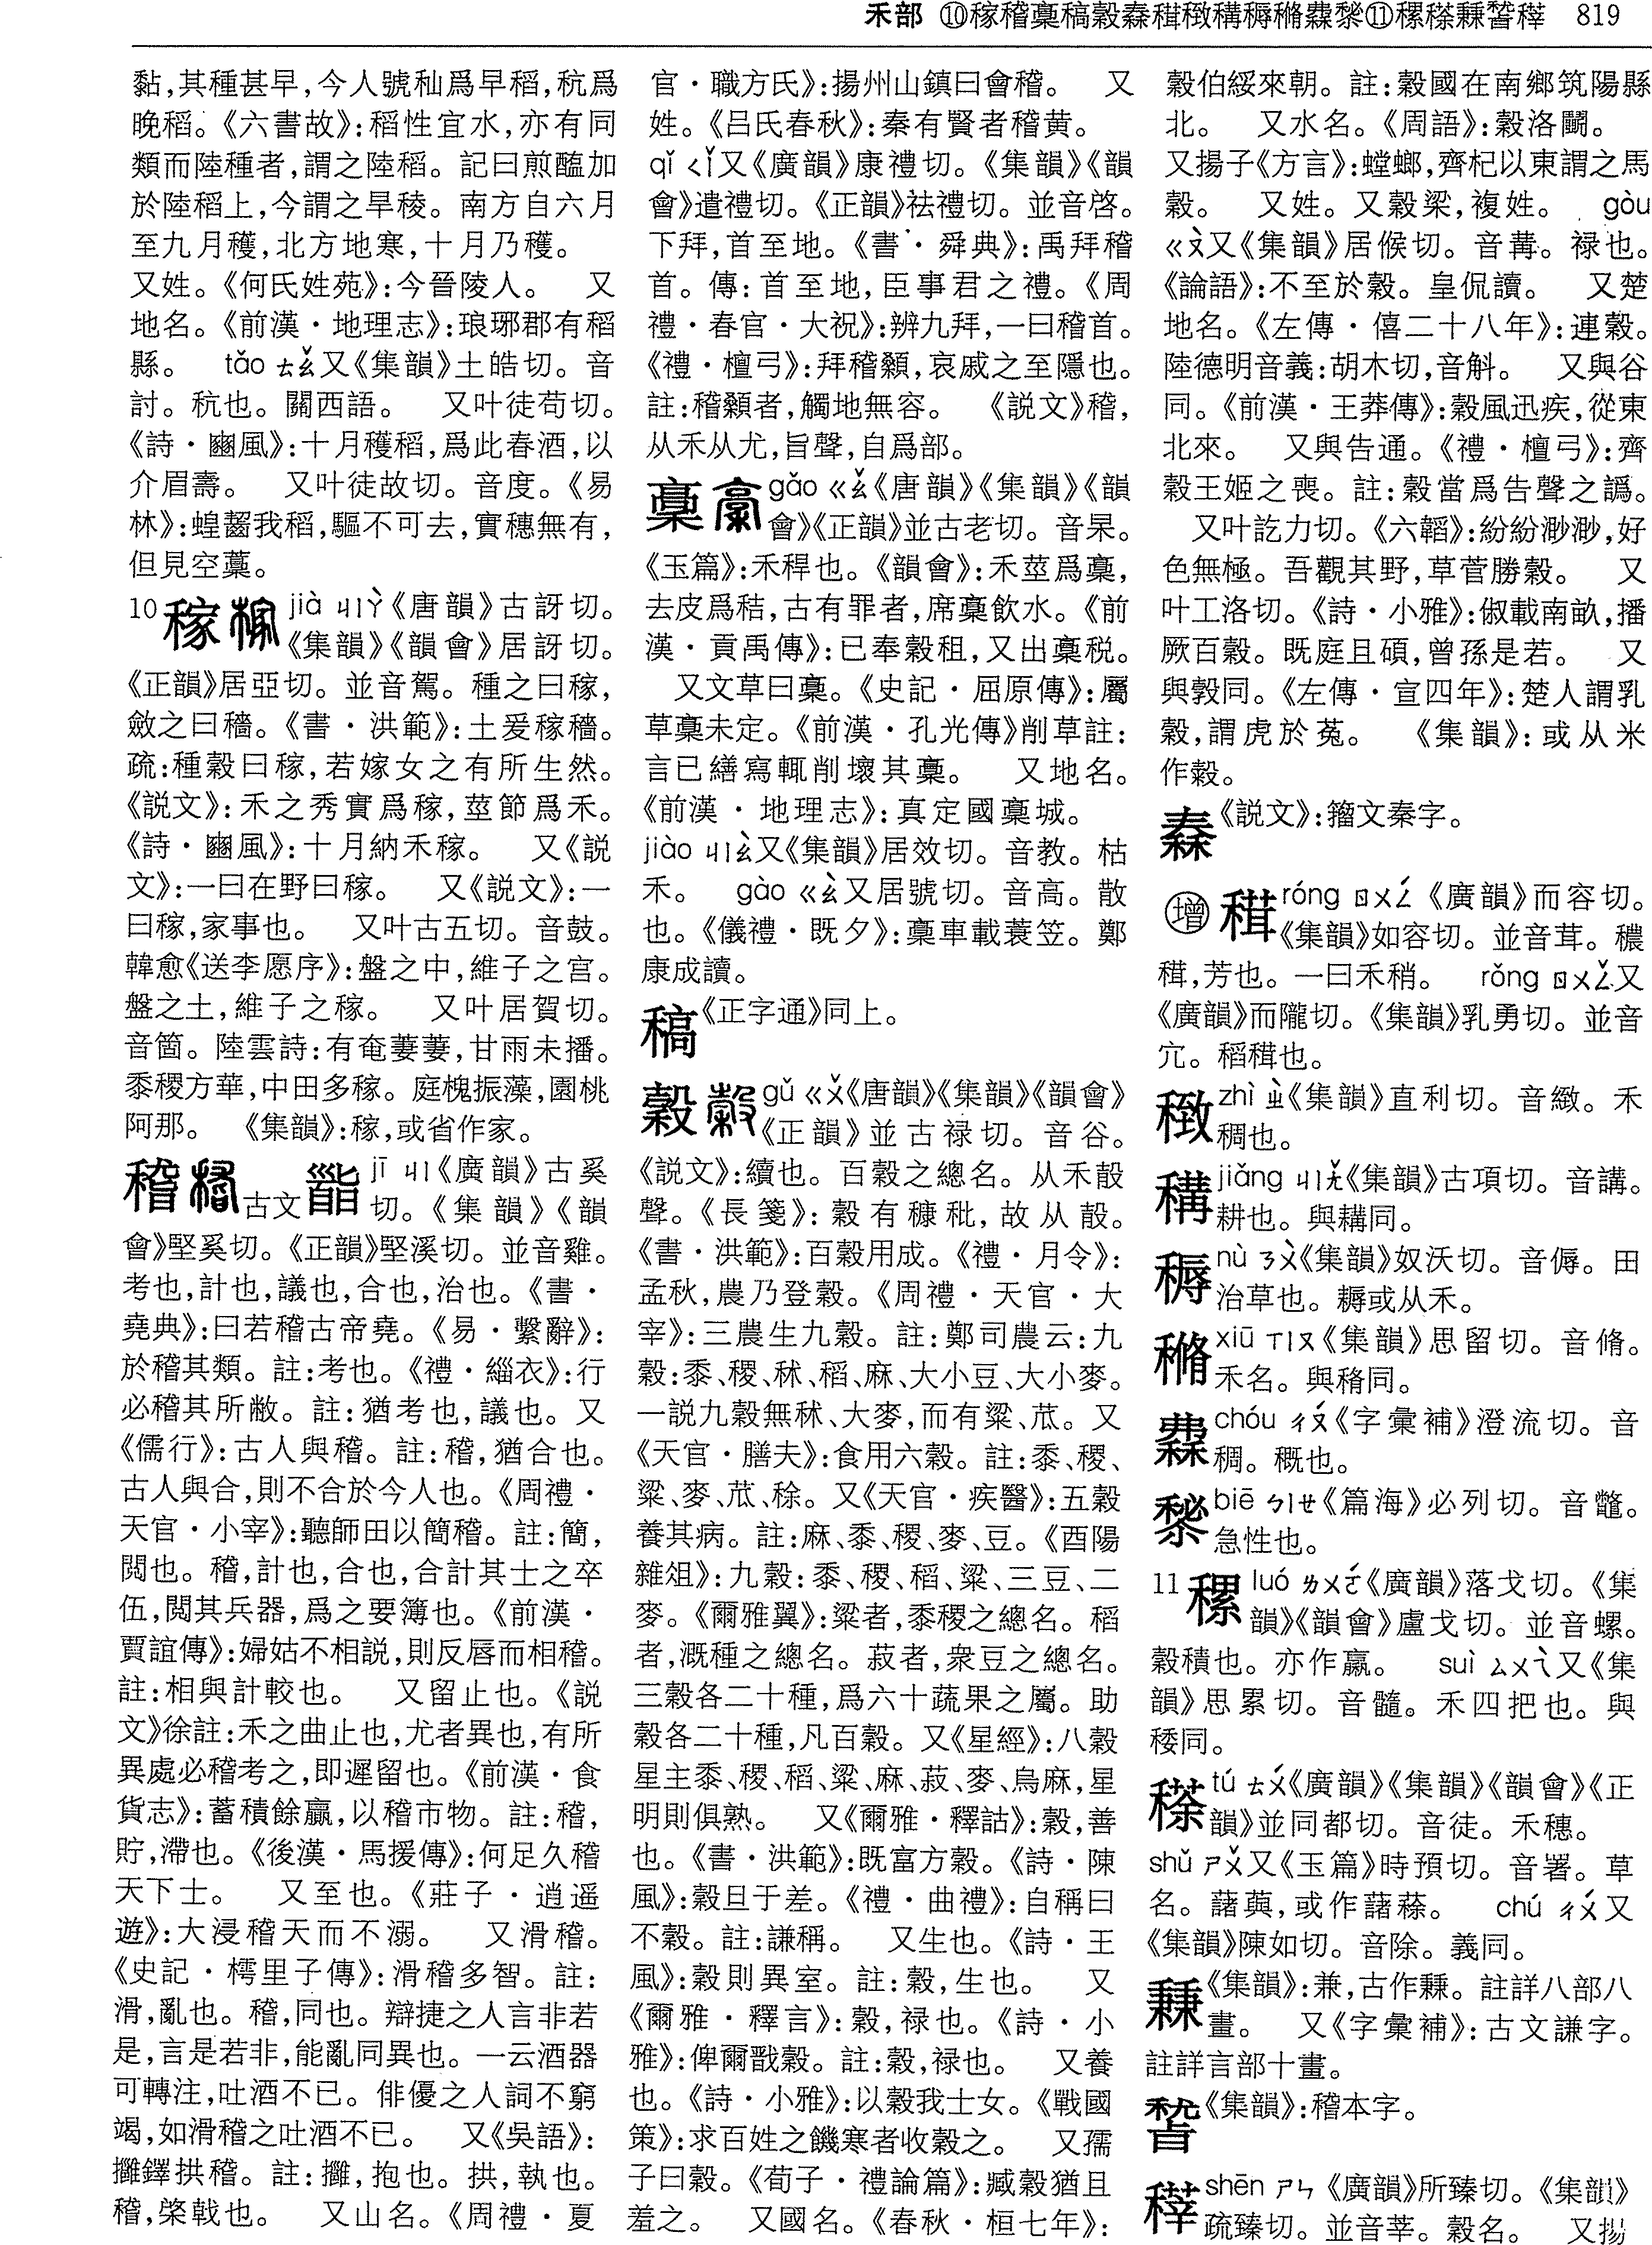 禾部 ⑩稼稽稾稿穀𥢮𥡝緻構槈𥡳𥡦𥡜⑪㯱𥡷𥡝𥡴𥢆 819
黏,其種甚早,今人號秈爲早稻,秔爲
晚稻。《六書故》:稻性宜水,亦有同
類而陸種者,謂之陸稻。記曰煎醢加
於陸稻上,今謂之旱稜。南方自六月
至九月穫,北方地寒,十月乃穫。
又姓。《何氏姓苑》:今晉陵人。 又
地名。《前漢・地理志》:琅琊郡有稻
縣。 tǎo ㄊㄠˇ又《集韻》土皓切。音
討。秔也。關西語。 又叶徒苟切。
《詩・豳風》:十月穫稻,爲此春酒,以
介眉壽。 又叶徒故切。音度。《易
林》:蝗齧我稻,驅不可去,實穗無有,
但見空藁。
10 稼 jià ㄐㄧㄚˋ《唐韻》古訝切。
《集韻》《韻會》居訝切。
《正韻》居亞切。並音駕。種之曰稼,
斂之曰穡。《書・洪範》:土爰稼穡。
疏:種穀曰稼,若嫁女之有所生然。
《説文》:禾之秀實爲稼,莖節爲禾。
《詩・豳風》:十月納禾稼。 又《説
文》:一曰在野曰稼。 又《説文》:一
曰稼,家事也。 又叶古五切。音鼓。
韓愈《送李愿序》:盤之中,維子之宫。
盤之土,維子之稼。 又叶居賀切。
音箇。陸雲詩:有奄萋萋,甘雨未播。
黍稷方華,中田多稼。庭槐振藻,園桃
阿那。 《集韻》:稼,或省作家。
稽 古文 jī ㄐㄧ《廣韻》古奚
切。《集韻》《韻
會》堅奚切。《正韻》堅溪切。並音雞。
考也,計也,議也,合也,治也。《書・
堯典》:曰若稽古帝堯。《易・繫辭》:
於稽其類。註:考也。《禮・緇衣》:行
必稽其所敝。註:猶考也,議也。又
《儒行》:古人與稽。註:稽,猶合也。
古人與合,則不合於今人也。《周禮・
天官・小宰》:聽師田以簡稽。註:簡,
閲也。稽,計也,合也,合計其士之卒
伍,閲其兵器,爲之要簿也。《前漢・
賈誼傳》:婦姑不相説,則反唇而相稽。
註:相與計較也。 又留止也。《説
文》徐註:禾之曲止也,尤者異也,有所
異處必稽考之,即遲留也。《前漢・食
貨志》:蓄積餘贏,以稽市物。註:稽,
貯,滯也。《後漢・馬援傳》:何足久稽
天下士。 又至也。《莊子・逍遥
遊》:大浸稽天而不溺。 又滑稽。
《史記・樗里子傳》:滑稽多智。註:
滑,亂也。稽,同也。辯捷之人言非若
是,言是若非,能亂同異也。一云酒器
可轉注,吐酒不已。俳優之人詞不窮
竭,如滑稽之吐酒不已。 又《吳語》:
攤鐸拱稽。註:攤,抱也。拱,執也。
稽,棨戟也。 又山名。《周禮・夏
官・職方氏》:揚州山鎮曰會稽。 又
姓。《吕氏春秋》:秦有賢者稽黄。
qǐ ㄑㄧˇ又《廣韻》康禮切。《集韻》《韻
會》遣禮切。《正韻》袪禮切。並音啓。
下拜,首至地。《書・舜典》:禹拜稽
首。傳:首至地,臣事君之禮。《周
禮・春官・大祝》:辨九拜,一曰稽首。
《禮・檀弓》:拜稽顙,哀戚之至隱也。
註:稽顙者,觸地無容。 《説文》稽,
从禾从尤,旨聲,自爲部。
稾 gǎo ㄍㄠˇ《唐韻》《集韻》《韻
會》《正韻》並古老切。音杲。
《玉篇》:禾稈也。《韻會》:禾莖爲稾,
去皮爲秸,古有罪者,席稾飲水。《前
漢・貢禹傳》:已奉穀租,又出稾税。
又文草曰稾。《史記・屈原傳》:屬
草稾未定。《前漢・孔光傳》削草註:
言已繕寫輒削壞其稾。 又地名。
《前漢・地理志》:真定國稾城。
jiào ㄐㄧㄠˋ又《集韻》居效切。音教。枯
禾。 gào ㄍㄠˋ又居號切。音高。散
也。《儀禮・既夕》:稾車載蓑笠。鄭
康成讀。
稿《正字通》同上。
穀 gǔ ㄍㄨˇ《唐韻》《集韻》《韻會》
《正韻》並古禄切。音谷。
《説文》:續也。百穀之總名。从禾㱿
聲。《長箋》:穀有穅秕,故从㱿。
《書・洪範》:百穀用成。《禮・月令》:
孟秋,農乃登穀。《周禮・天官・大
宰》:三農生九穀。註:鄭司農云:九
穀:黍、稷、秫、稻、麻、大小豆、大小麥。
一説九穀無秫、大麥,而有粱、苽。又
《天官・膳夫》:食用六穀。註:黍、稷、
粱、麥、苽、稌。又《天官・疾醫》:五穀
養其病。註:麻、黍、稷、麥、豆。《酉陽
雜俎》:九穀:黍、稷、稻、粱、三豆、二
麥。《爾雅翼》:粱者,黍稷之總名。稻
者,溉種之總名。菽者,衆豆之總名。
三穀各二十種,爲六十蔬果之屬。助
穀各二十種,凡百穀。又《星經》:八穀
星主黍、稷、稻、粱、麻、菽、麥、烏麻,星
明則俱熟。 又《爾雅・釋詁》:穀,善
也。《書・洪範》:既富方穀。《詩・陳
風》:穀旦于差。《禮・曲禮》:自稱曰
不穀。註:謙稱。 又生也。《詩・王
風》:穀則異室。註:穀,生也。 又
《爾雅・釋言》:穀,禄也。《詩・小
雅》:俾爾戩穀。註:穀,禄也。 又養
也。《詩・小雅》:以穀我士女。《戰國
策》:求百姓之饑寒者收穀之。 又孺
子曰穀。《荀子・禮論篇》:臧穀猶且
羞之。 又國名。《春秋・桓七年》:
穀伯綏來朝。註:穀國在南鄉筑陽縣
北。 又水名。《周語》:穀洛鬭。
又揚子《方言》:螳螂,齊杞以東謂之馬
穀。 又姓。又穀梁,複姓。 gòu
ㄍㄡˋ又《集韻》居候切。音冓。禄也。
《論語》:不至於穀。皇侃讀。 又楚
地名。《左傳・僖二十八年》:連穀。
陸德明音義:胡木切,音斛。 又與谷
同。《前漢・王莽傳》:穀風迅疾,從東
北來。 又與告通。《禮・檀弓》:齊
穀王姬之喪。註:穀當爲告聲之譌。
又叶訖力切。《六韜》:紛紛渺渺,好
色無極。吾觀其野,草菅勝穀。 又
叶工洛切。《詩・小雅》:俶載南畝,播
厥百穀。既庭且碩,曾孫是若。 又
與㝅同。《左傳・宣四年》:楚人謂乳
穀,謂虎於菟。 《集韻》:或从米
作糓。
《説文》:籀文秦字。
增 róng ㄖㄨㄥˊ《廣韻》而容切。
《集韻》如容切。並音茸。穠
䅸,芳也。一曰禾稍。 rǒng ㄖㄨㄥˇ又
《廣韻》而隴切。《集韻》乳勇切。並音
宂。稻䅸也。
zhì ㄓˋ《集韻》直利切。音緻。禾
稠也。
jiǎng ㄐㄧㄤˇ《集韻》古項切。音講。
耕也。與耩同。
nù ㄋㄨˋ《集韻》奴沃切。音傉。田
治草也。耨或从禾。
xiū ㄒㄧㄡ《集韻》思留切。音脩。
禾名。與䅎同。
chóu ㄔㄡˊ《字彙補》澄流切。音
稠。概也。
biē ㄅㄧㄝ《篇海》必列切。音鼈。
急性也。
11 luó ㄌㄨㄛˊ《廣韻》落戈切。《集
韻》《韻會》盧戈切。並音螺。
穀積也。亦作蠃。 suì ㄙㄨㄟˋ又《集
韻》思累切。音髓。禾四把也。與
㛂同。
tú ㄊㄨˊ《廣韻》《集韻》《韻會》《正
韻》並同都切。音徒。禾穗。
shǔ ㄕㄨˇ又《玉篇》時預切。音署。草
名。藷藇,或作藷蒣。 chú ㄔㄨˊ又
《集韻》陳如切。音除。義同。
《集韻》:兼,古作𥡝。註詳八部八
畫。 又《字彙補》:古文謙字。
註詳言部十畫。
《集韻》:稽本字。
shēn ㄕㄣ《廣韻》所臻切。《集韻》
疏臻切。並音莘。穀名。 又揚